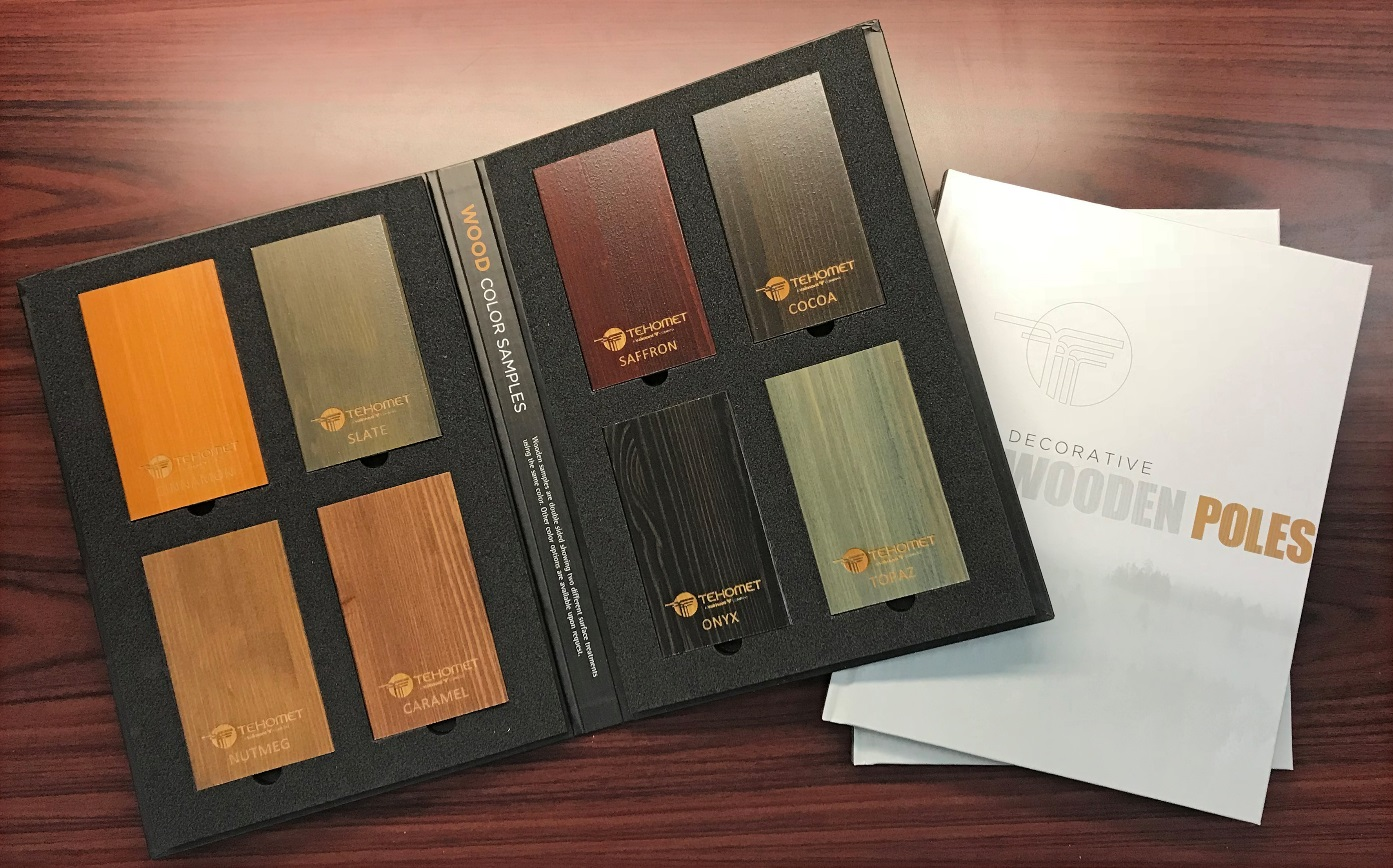 TEHOMET
TEHOMET
SLATE
TEHOMET
NUTMEG
TEHOMET
CARAMEL
WOOD COLOR SAMPLES
Wooden samples are double sided showing two different surface treatments
using the same color. Other color options are available upon request.
TEHOMET
SAFFRON
TEHOMET
COCOA
TEHOMET
ONYX
TEHOMET
TOPAZ
DECORATIVE
WOODEN POLES